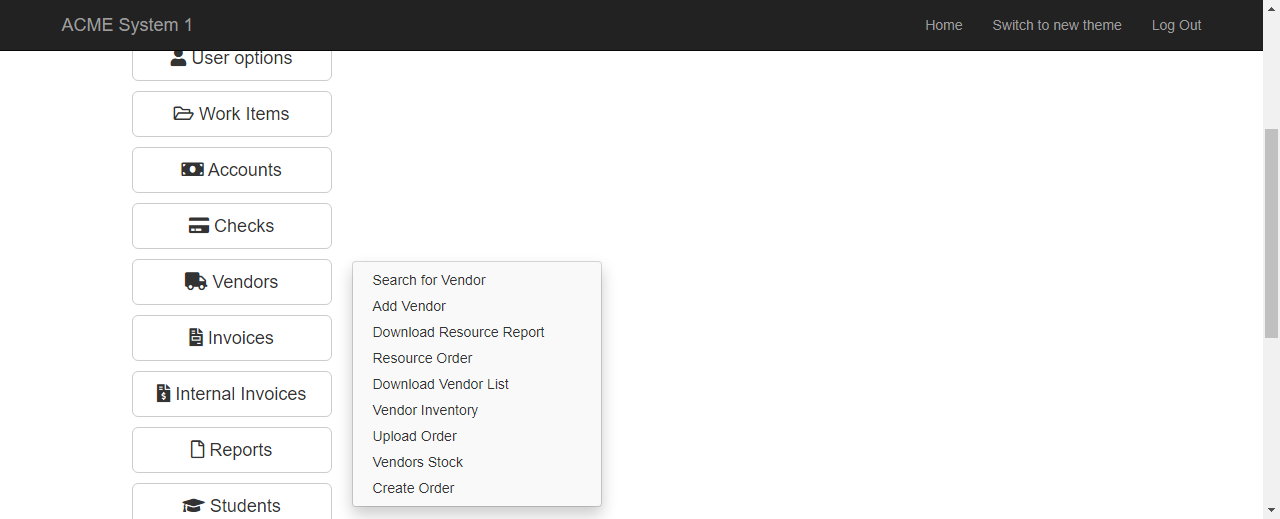 ACME System 1
Home
Switch to new theme
Log Out
User options
Work Items
Accounts
Checks
Vendors
Search for Vendor
Add Vendor
Download Resource Report
Resource Order
Download Vendor List
Vendor Inventory
Upload Order
Vendors Stock
Create Order
Invoices
Internal Invoices
Reports
Students